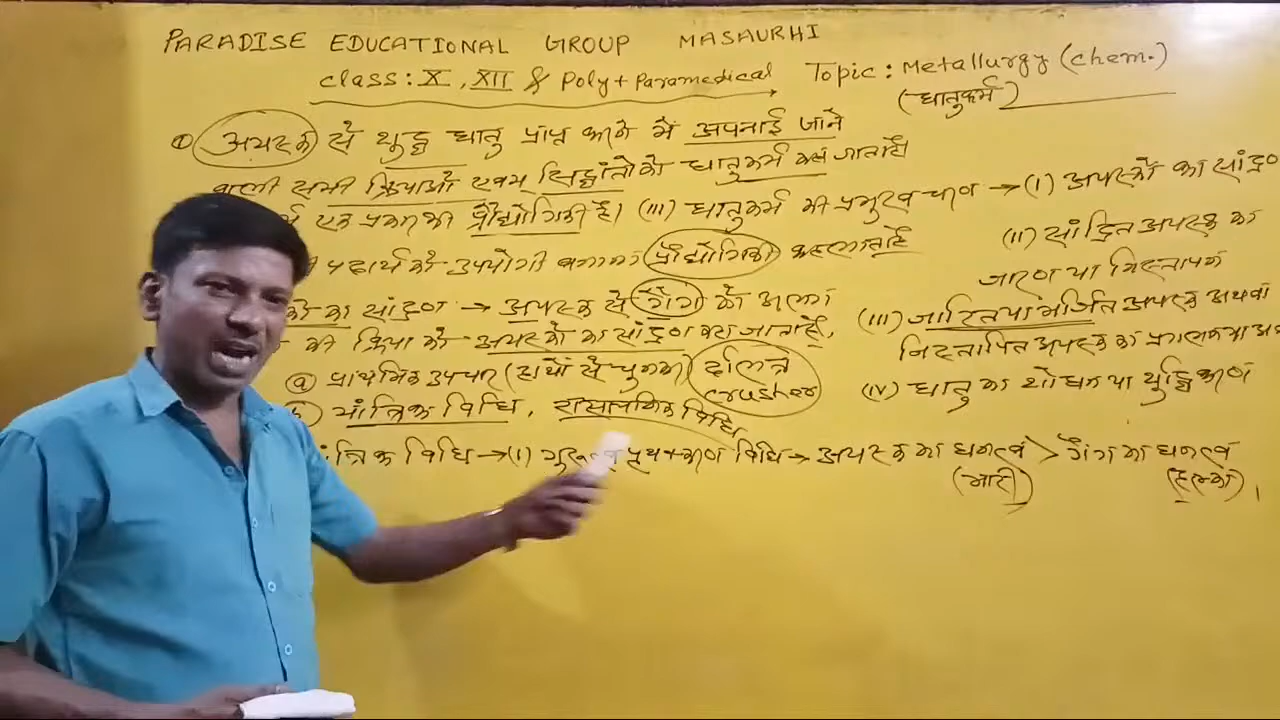 PARADISE EDUCATIONAL GROUP MASAURHI
Class: X, XII & Poly + Paramedical Topic: Metallurgy (Chem.)
(धातुकर्म)
अयस्क से शुद्ध धातु प्राप्त करने में अपनाई जाने
वाली सभी क्रियाओं एवम् सिद्धांतो को धातुकर्म कहा जाता है
एक प्रकार की प्रौद्योगिकी है। (iii) धातुकर्म की प्रमुख चरण → (i) अयस्कों का सांद्रण
पदार्थ को उपयोगी बनाना प्रौद्योगिकी कहलाता है
(ii) सांद्रित अयस्क का
जारण या निस्तापन
का सांद्रण → अयस्क से गैंग को अलग
की क्रिया को अयस्कों का सांद्रण कहा जाता है,
(iii) जारित या भर्जित अयस्क अथवा
निस्तापित अयस्क का प्रगलन या
(iv) धातु का शोधन या शुद्धिकरण
(a) प्राथमिक उपचार (हाथों से चुनकर) दलित्र
crusher
यांत्रिक विधि, रासायनिक विधि
विधि → (i) गुरुत्व पृथक्करण विधि → अयस्क का घनत्व > गैंग का घनत्व
(भारी) (हल्का)